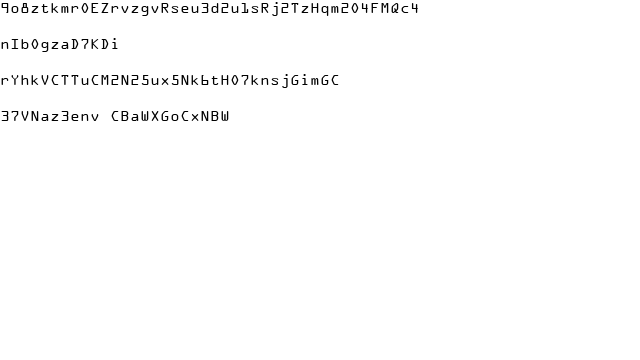 9o8ztkmr0EZrvzgvRseu3d2u1sRj2TzHqm204FMQc4
nIb0gzaD7KDi
rYhkVCTTuCM2N25ux5Nk6tH07knsjGimGC
37VNaz3env CBaWXGoCxNBW